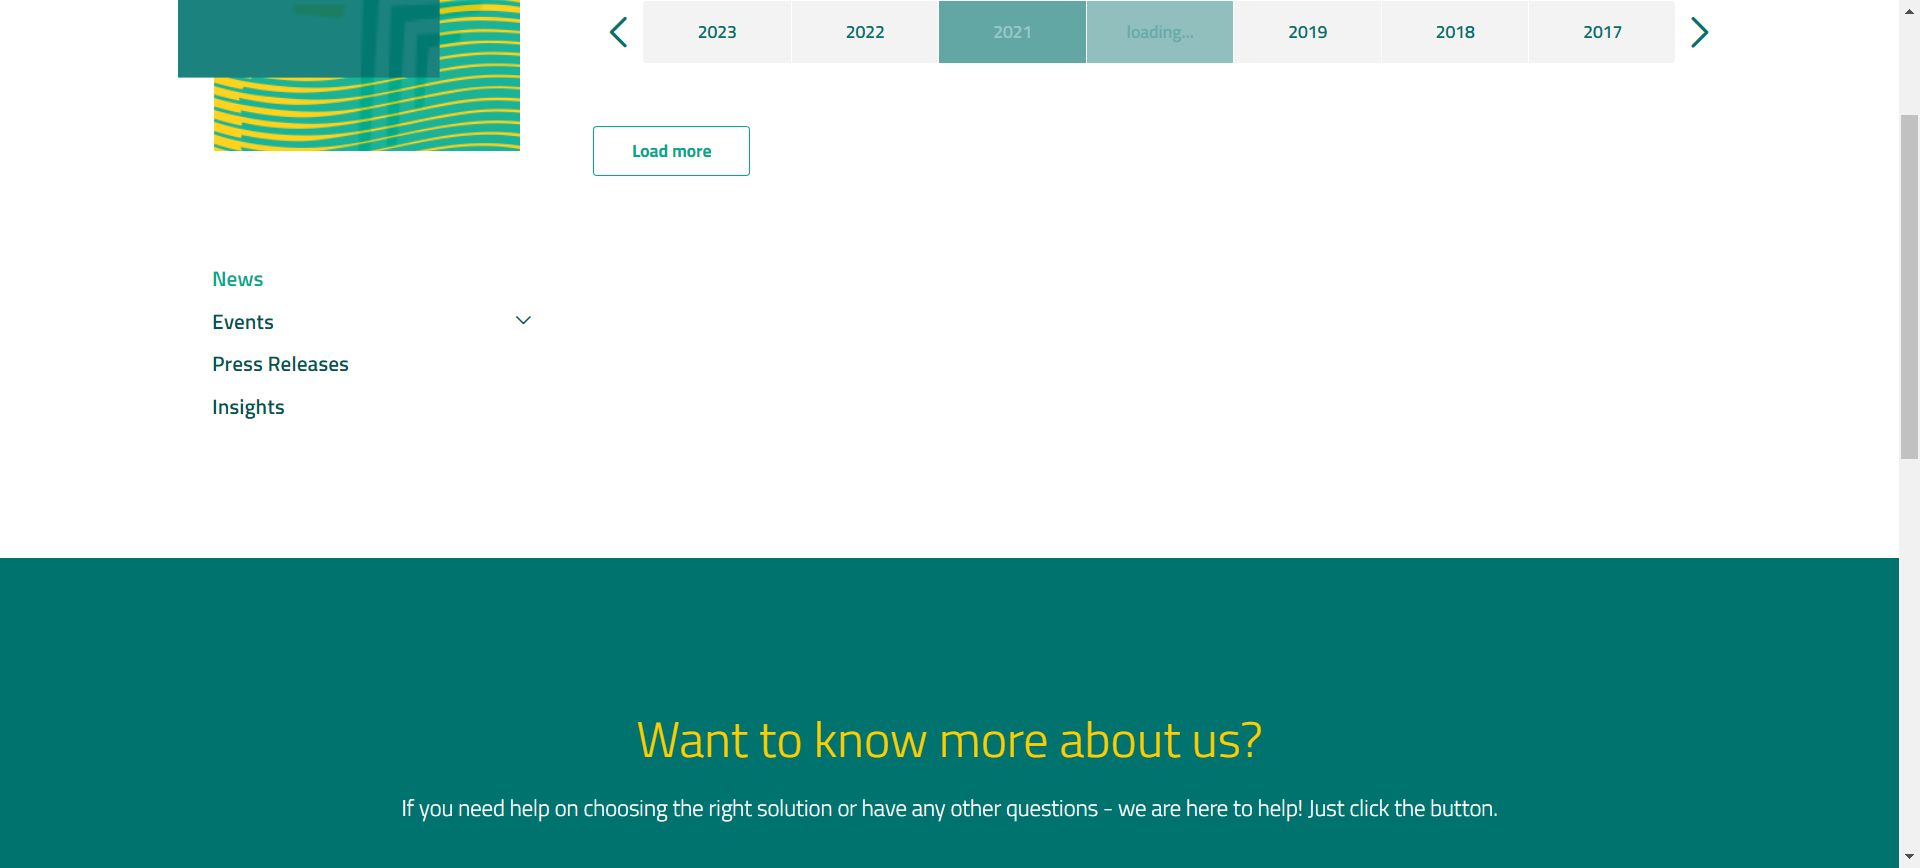 2023 2022 2021 loading... 2019 2018 2017
Load more
News
Events
Press Releases
Insights
Want to know more about us?
If you need help on choosing the right solution or have any other questions - we are here to help! Just click the button.